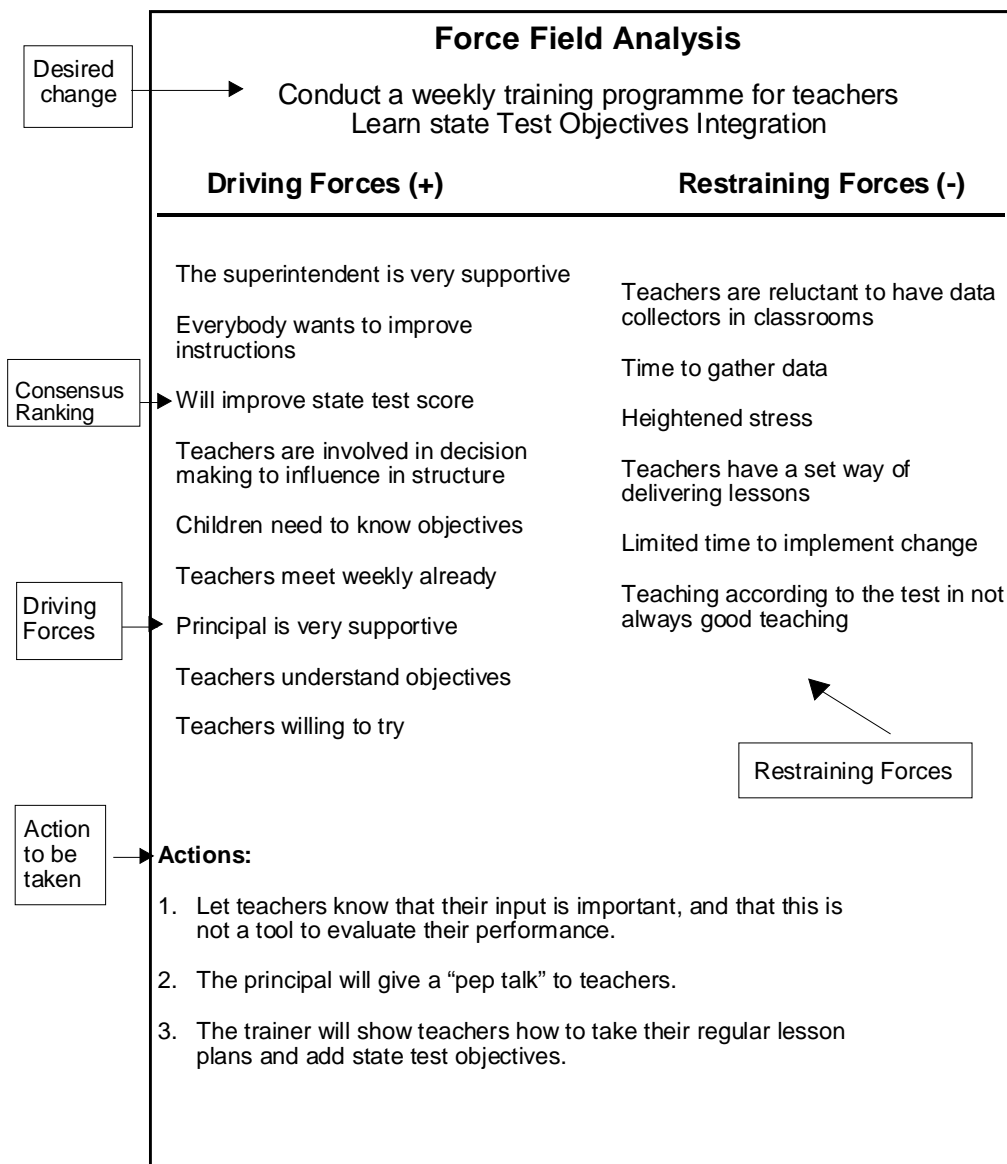 Force Field Analysis
Desired
change
Conduct a weekly training programme for teachers
Learn state Test Objectives Integration
Driving Forces (+)
Restraining Forces (-)
The superintendent is very supportive
Everybody wants to improve
instructions
Consensus
Ranking
Will improve state test score
Teachers are involved in decision
making to influence in structure
Children need to know objectives
Teachers meet weekly already
Driving
Forces
Principal is very supportive
Teachers understand objectives
Teachers willing to try
Teachers are reluctant to have data
collectors in classrooms
Time to gather data
Heightened stress
Teachers have a set way of
delivering lessons
Limited time to implement change
Teaching according to the test in not
always good teaching
Restraining Forces
Action
to be
taken
Actions:
1. Let teachers know that their input is important, and that this is
not a tool to evaluate their performance.
2. The principal will give a “pep talk” to teachers.
3. The trainer will show teachers how to take their regular lesson
plans and add state test objectives.